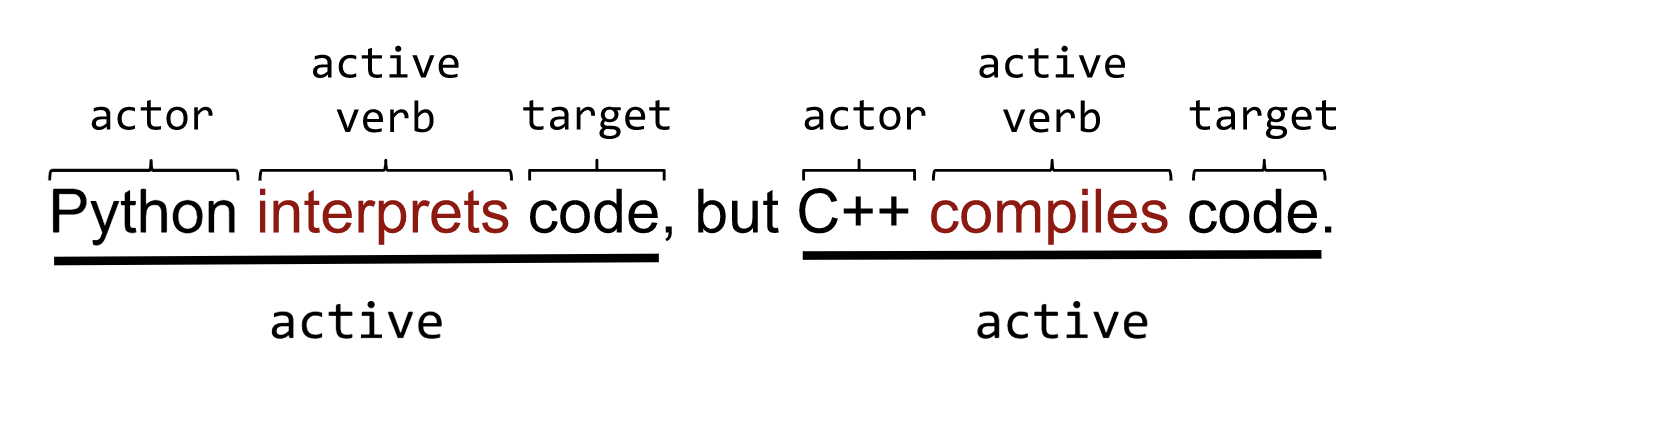 active active
actor verb target actor verb target
Python interprets code, but C++ compiles code.
active active